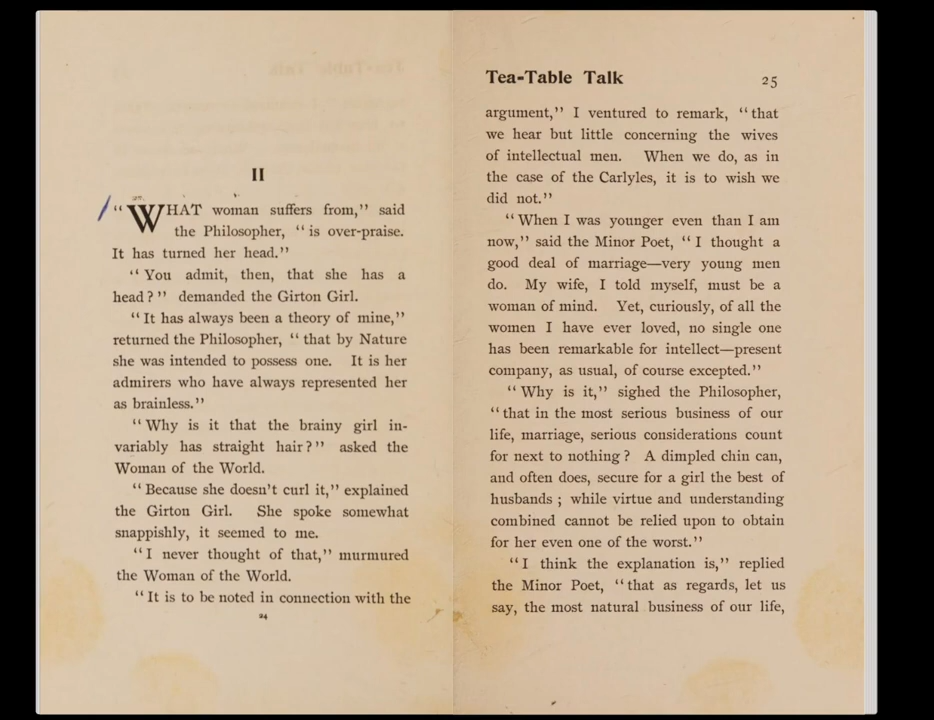 II
“WHAT woman suffers from,” said
the Philosopher, “is over-praise.
It has turned her head.”
“You admit, then, that she has a
head?” demanded the Girton Girl.
“It has always been a theory of mine,”
returned the Philosopher, “that by Nature
she was intended to possess one. It is her
admirers who have always represented her
as brainless.”
“Why is it that the brainy girl in-
variably has straight hair?” asked the
Woman of the World.
“Because she doesn’t curl it,” explained
the Girton Girl. She spoke somewhat
snappishly, it seemed to me.
“I never thought of that,” murmured
the Woman of the World.
“It is to be noted in connection with the
24
Tea-Table Talk 25
argument,” I ventured to remark, “that
we hear but little concerning the wives
of intellectual men. When we do, as in
the case of the Carlyles, it is to wish we
did not.”
“When I was younger even than I am
now,” said the Minor Poet, “I thought a
good deal of marriage—very young men
do. My wife, I told myself, must be a
woman of mind. Yet, curiously, of all the
women I have ever loved, no single one
has been remarkable for intellect—present
company, as usual, of course excepted.”
“Why is it,” sighed the Philosopher,
“that in the most serious business of our
life, marriage, serious considerations count
for next to nothing? A dimpled chin can,
and often does, secure for a girl the best of
husbands; while virtue and understanding
combined cannot be relied upon to obtain
for her even one of the worst.”
“I think the explanation is,” replied
the Minor Poet, “that as regards, let us
say, the most natural business of our life,